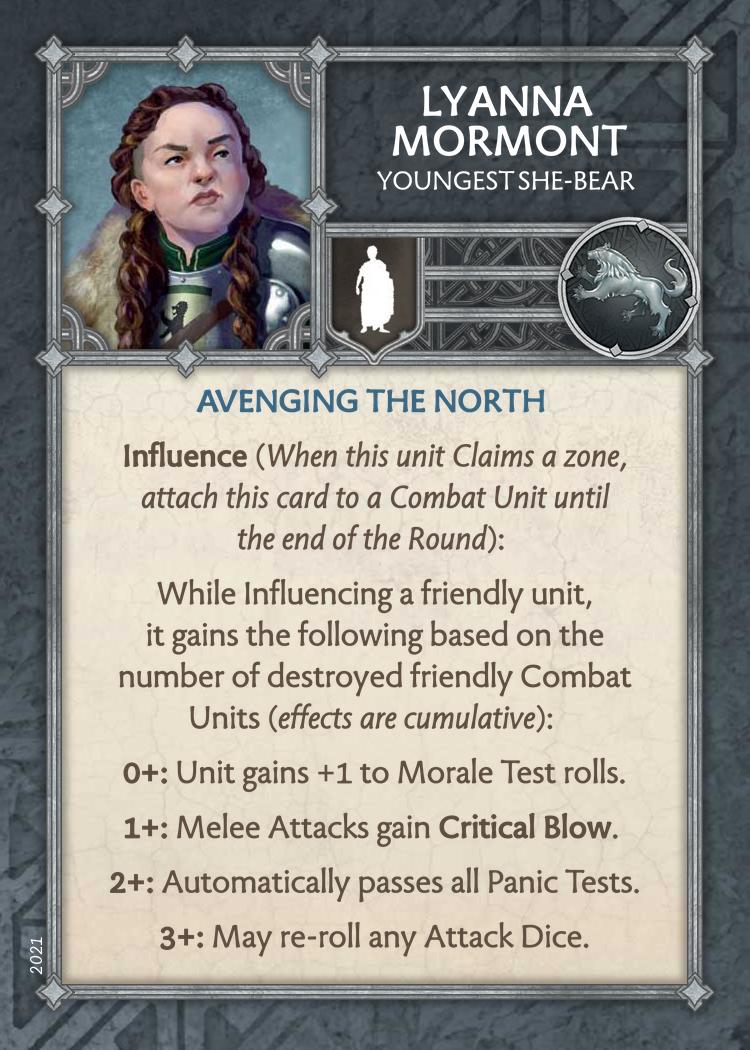 LYANNA
MORMONT
YOUNGEST SHE-BEAR
AVENGING THE NORTH
Influence (When this unit Claims a zone,
attach this card to a Combat Unit until
the end of the Round):
While Influencing a friendly unit,
it gains the following based on the
number of destroyed friendly Combat
Units (effects are cumulative):
0+: Unit gains +1 to Morale Test rolls.
1+: Melee Attacks gain Critical Blow.
2+: Automatically passes all Panic Tests.
3+: May re-roll any Attack Dice.
2021